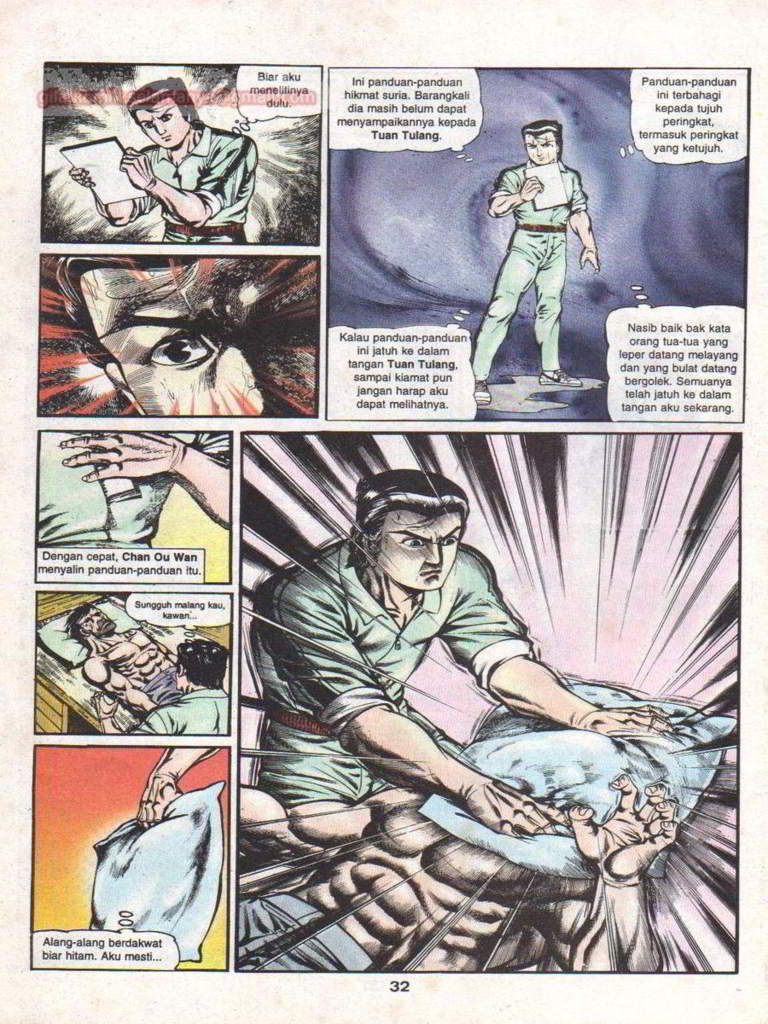 Biar aku
menelitinya
dulu.
Ini panduan-panduan
hikmat suria. Barangkali
dia masih belum dapat
menyampaikannya kepada
Tuan Tulang.
Panduan-panduan
ini terbahagi
kepada tujuh
peringkat,
termasuk peringkat
yang ketujuh.
Kalau panduan-panduan
ini jatuh ke dalam
tangan Tuan Tulang,
sampai kiamat pun
jangan harap aku
dapat melihatnya.
Nasib baik bak kata
orang tua-tua yang
leper datang melayang
dan yang bulat datang
bergolek. Semuanya
telah jatuh ke dalam
tangan aku sekarang.
Dengan cepat, Chan Ou Wan
menyalin panduan-panduan itu.
Sungguh malang kau,
kawan...
Alang-alang berdakwat
biar hitam. Aku mesti...
32